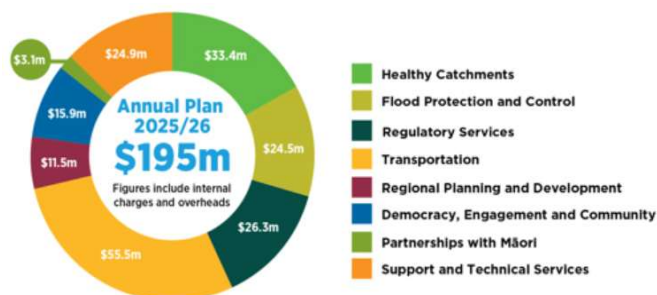 $33.4m
$24.5m
$26.3m
$55.5m
$11.5m
$15.9m
$3.1m
$24.9m
Annual Plan
2025/26
$195m
Figures include internal
charges and overheads
Healthy Catchments
Flood Protection and Control
Regulatory Services
Transportation
Regional Planning and Development
Democracy, Engagement and Community
Partnerships with Māori
Support and Technical Services